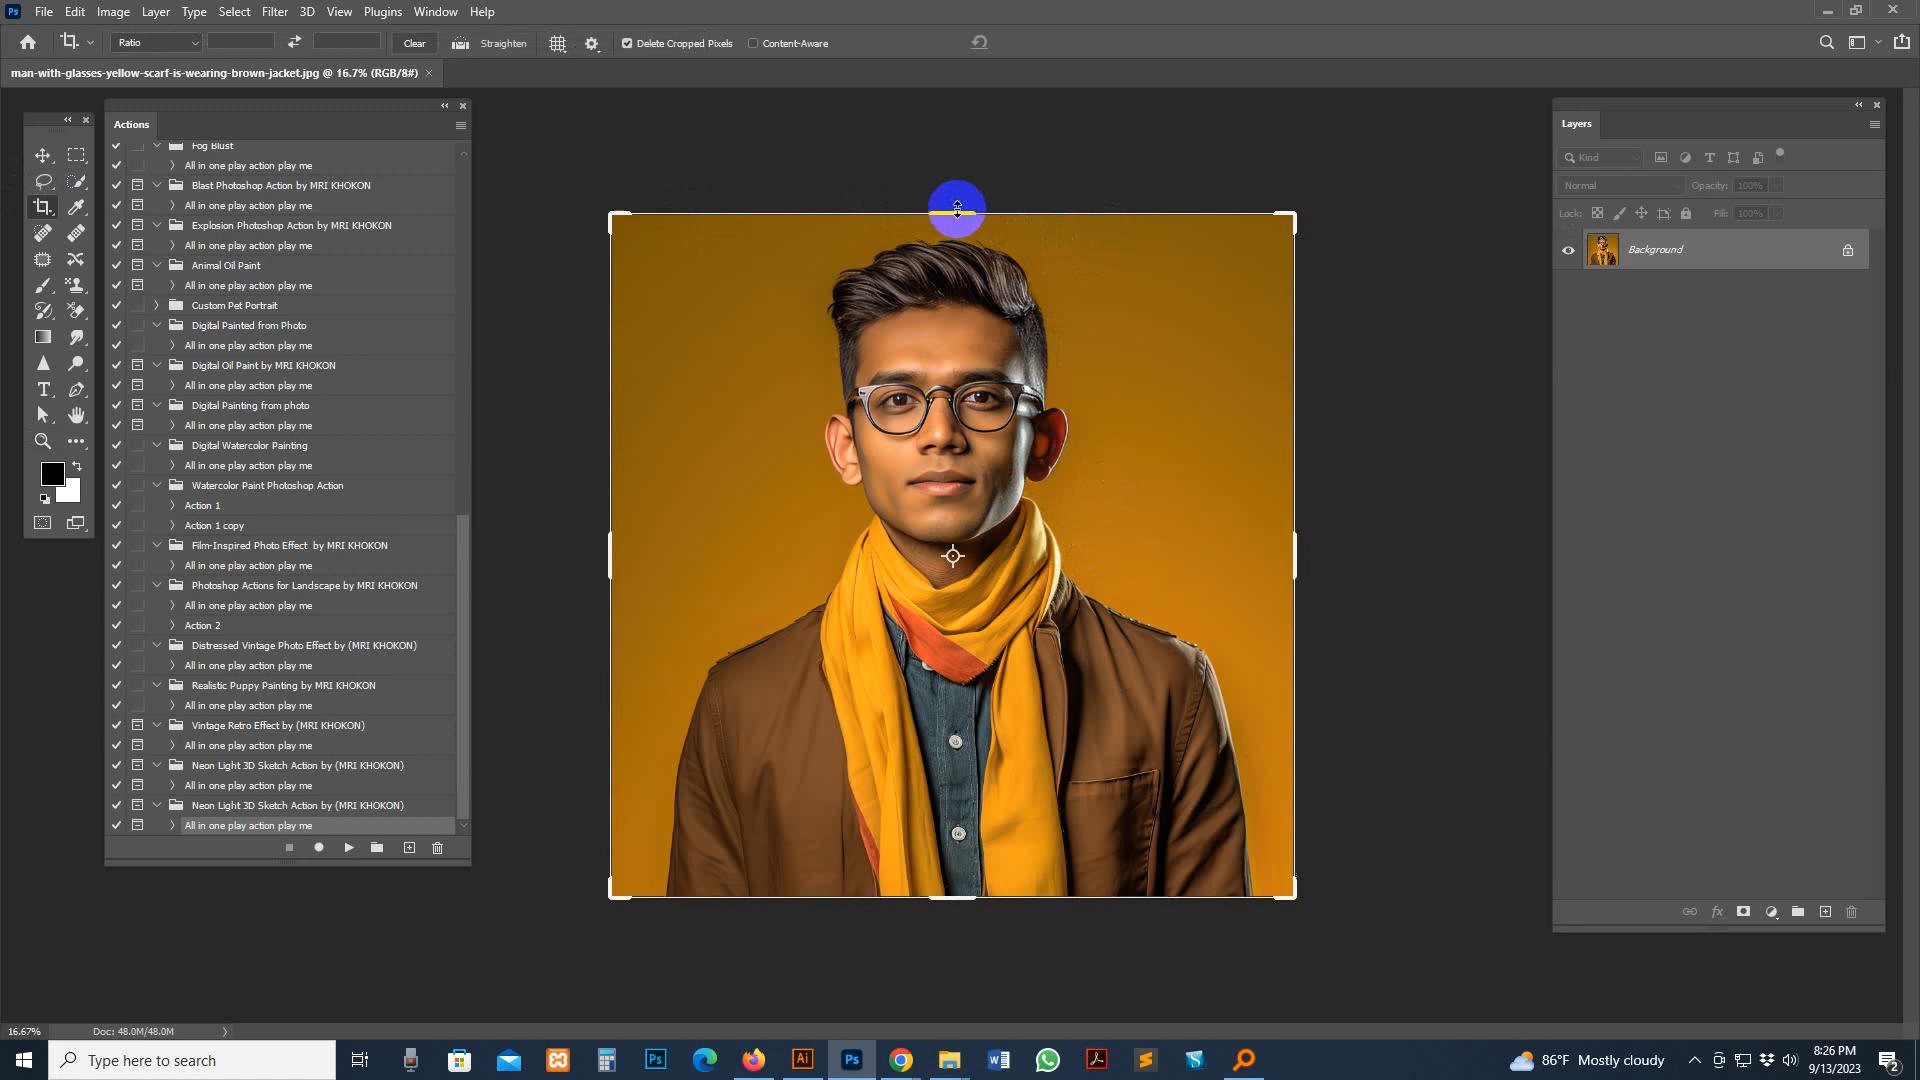 Ps File Edit Image Layer Type Select Filter 3D View Plugins Window Help
Ratio Clear Straighten Delete Cropped Pixels Content-Aware
man-with-glasses-yellow-scarf-is-wearing-brown-jacket.jpg @ 16.7% (RGB/8#)
Actions
Fog Blust
All in one play action play me
Blast Photoshop Action by MRI KHOKON
All in one play action play me
Explosion Photoshop Action by MRI KHOKON
All in one play action play me
Animal Oil Paint
All in one play action play me
Custom Pet Portrait
Digital Painted from Photo
All in one play action play me
Digital Oil Paint by MRI KHOKON
All in one play action play me
Digital Painting from photo
All in one play action play me
Digital Watercolor Painting
All in one play action play me
Watercolor Paint Photoshop Action
Action 1
Action 1 copy
Film-Inspired Photo Effect by MRI KHOKON
All in one play action play me
Photoshop Actions for Landscape by MRI KHOKON
All in one play action play me
Action 2
Distressed Vintage Photo Effect by (MRI KHOKON)
All in one play action play me
Realistic Puppy Painting by MRI KHOKON
All in one play action play me
Vintage Retro Effect by (MRI KHOKON)
All in one play action play me
Neon Light 3D Sketch Action by (MRI KHOKON)
All in one play action play me
Neon Light 3D Sketch Action by (MRI KHOKON)
All in one play action play me
Layers
Kind
Normal Opacity: 100%
Lock: Fill: 100%
Background
fx
16.67% Doc: 48.0M/48.0M
Type here to search
Ps Ai Ps
86°F Mostly cloudy
8:26 PM
9/13/2023
2